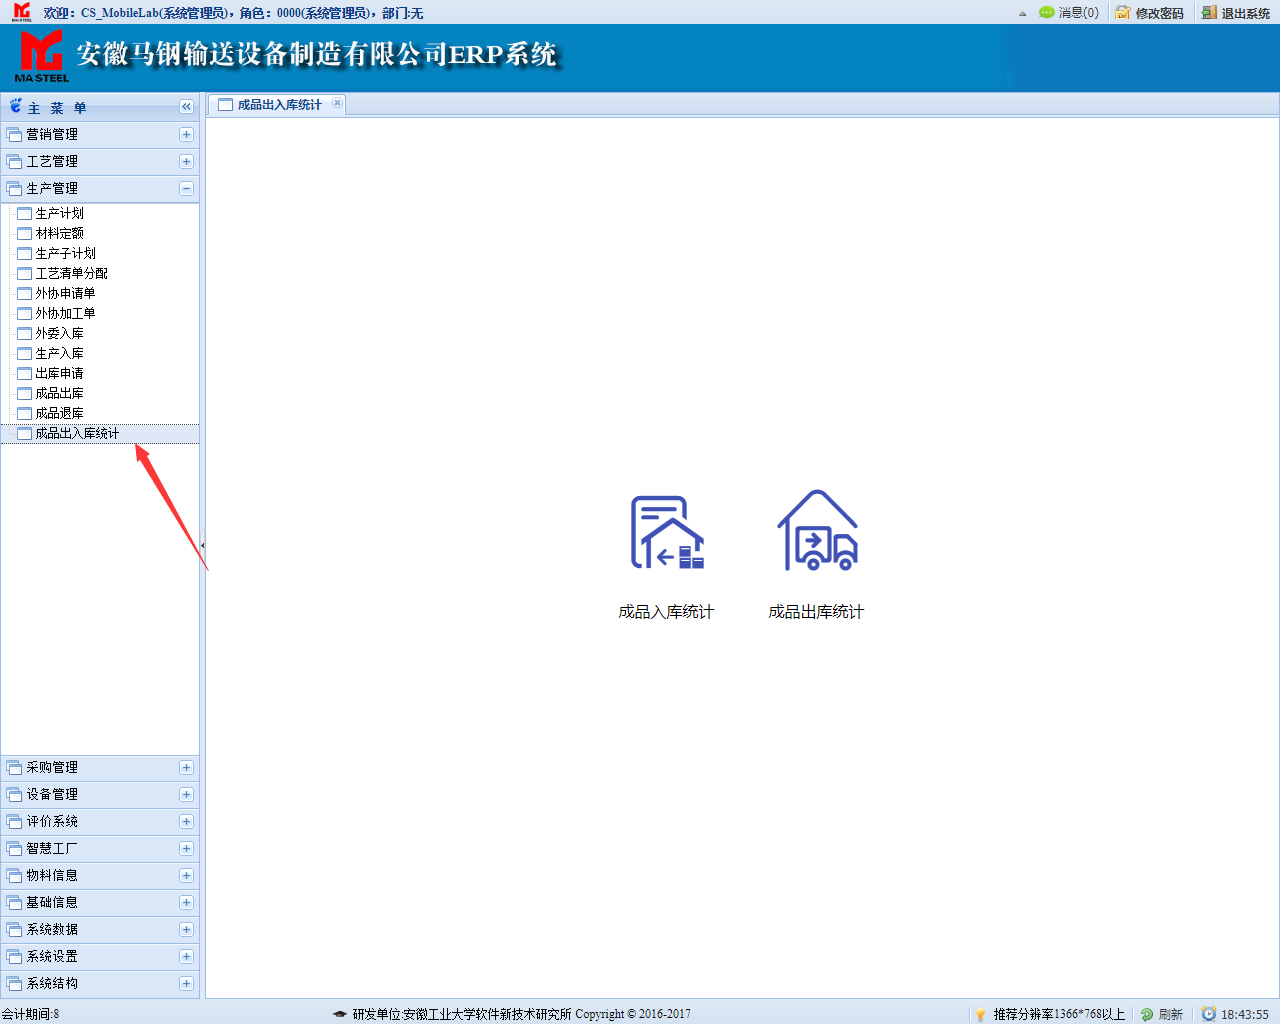 欢迎：CS_MobileLab(系统管理员)，角色：0000(系统管理员)，部门:无
消息(0)
修改密码
退出系统
MA STEEL
安徽马钢输送设备制造有限公司ERP系统
主 菜 单
成品出入库统计
营销管理
工艺管理
生产管理
生产计划
材料定额
生产子计划
工艺清单分配
外协申请单
外协加工单
外委入库
生产入库
出库申请
成品出库
成品退库
成品出入库统计
成品入库统计
成品出库统计
采购管理
设备管理
评价系统
智慧工厂
物料信息
基础信息
系统数据
系统设置
系统结构
会计期间:8
研发单位:安徽工业大学软件新技术研究所 Copyright © 2016-2017
推荐分辨率1366*768以上
刷新
18:43:55